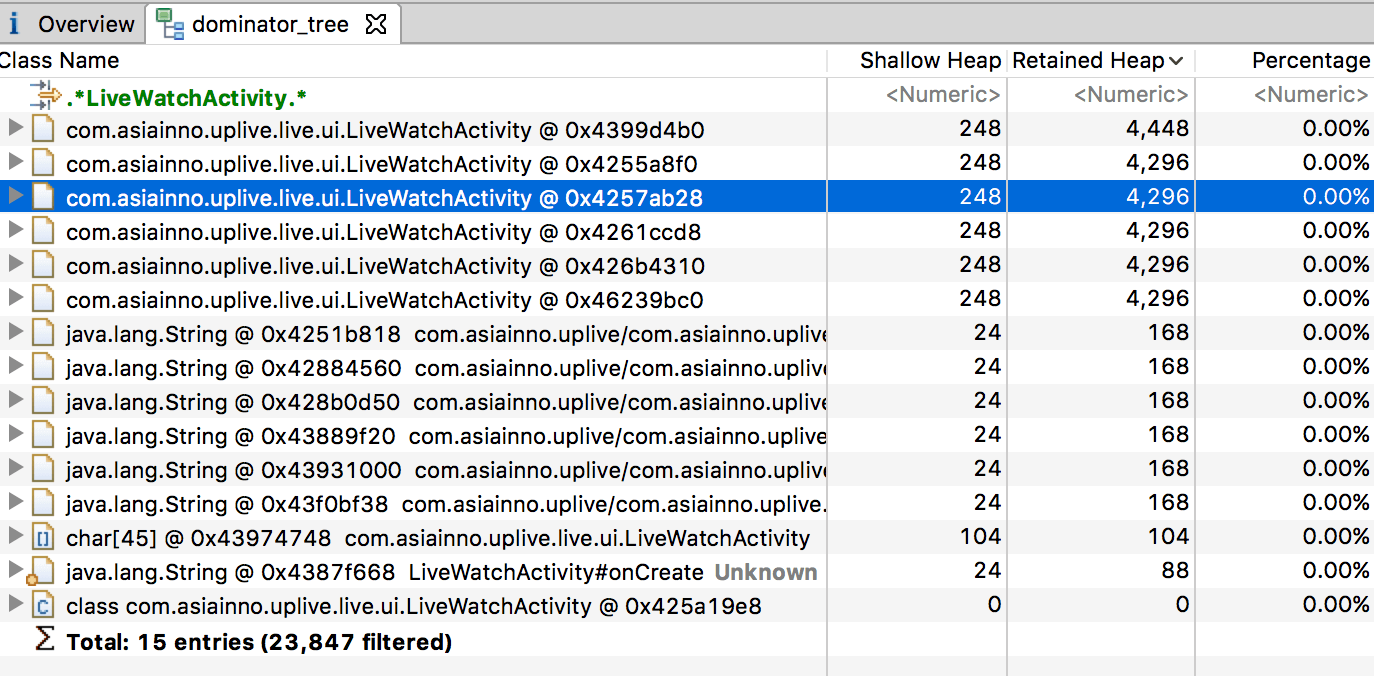 i Overview dominator_tree
Class Name Shallow Heap Retained Heap Percentage
.*LiveWatchActivity.* <Numeric> <Numeric> <Numeric>
com.asiainno.uplive.live.ui.LiveWatchActivity @ 0x4399d4b0 248 4,448 0.00%
com.asiainno.uplive.live.ui.LiveWatchActivity @ 0x4255a8f0 248 4,296 0.00%
com.asiainno.uplive.live.ui.LiveWatchActivity @ 0x4257ab28 248 4,296 0.00%
com.asiainno.uplive.live.ui.LiveWatchActivity @ 0x4261ccd8 248 4,296 0.00%
com.asiainno.uplive.live.ui.LiveWatchActivity @ 0x426b4310 248 4,296 0.00%
com.asiainno.uplive.live.ui.LiveWatchActivity @ 0x46239bc0 248 4,296 0.00%
java.lang.String @ 0x4251b818 com.asiainno.uplive/com.asiainno.uplive 24 168 0.00%
java.lang.String @ 0x42884560 com.asiainno.uplive/com.asiainno.uplive 24 168 0.00%
java.lang.String @ 0x428b0d50 com.asiainno.uplive/com.asiainno.uplive 24 168 0.00%
java.lang.String @ 0x43889f20 com.asiainno.uplive/com.asiainno.uplive 24 168 0.00%
java.lang.String @ 0x43931000 com.asiainno.uplive/com.asiainno.uplive 24 168 0.00%
java.lang.String @ 0x43f0bf38 com.asiainno.uplive/com.asiainno.uplive. 24 168 0.00%
[] char[45] @ 0x43974748 com.asiainno.uplive.live.ui.LiveWatchActivity 104 104 0.00%
java.lang.String @ 0x4387f668 LiveWatchActivity#onCreate Unknown 24 88 0.00%
C class com.asiainno.uplive.live.ui.LiveWatchActivity @ 0x425a19e8 0 0 0.00%
Σ Total: 15 entries (23,847 filtered)